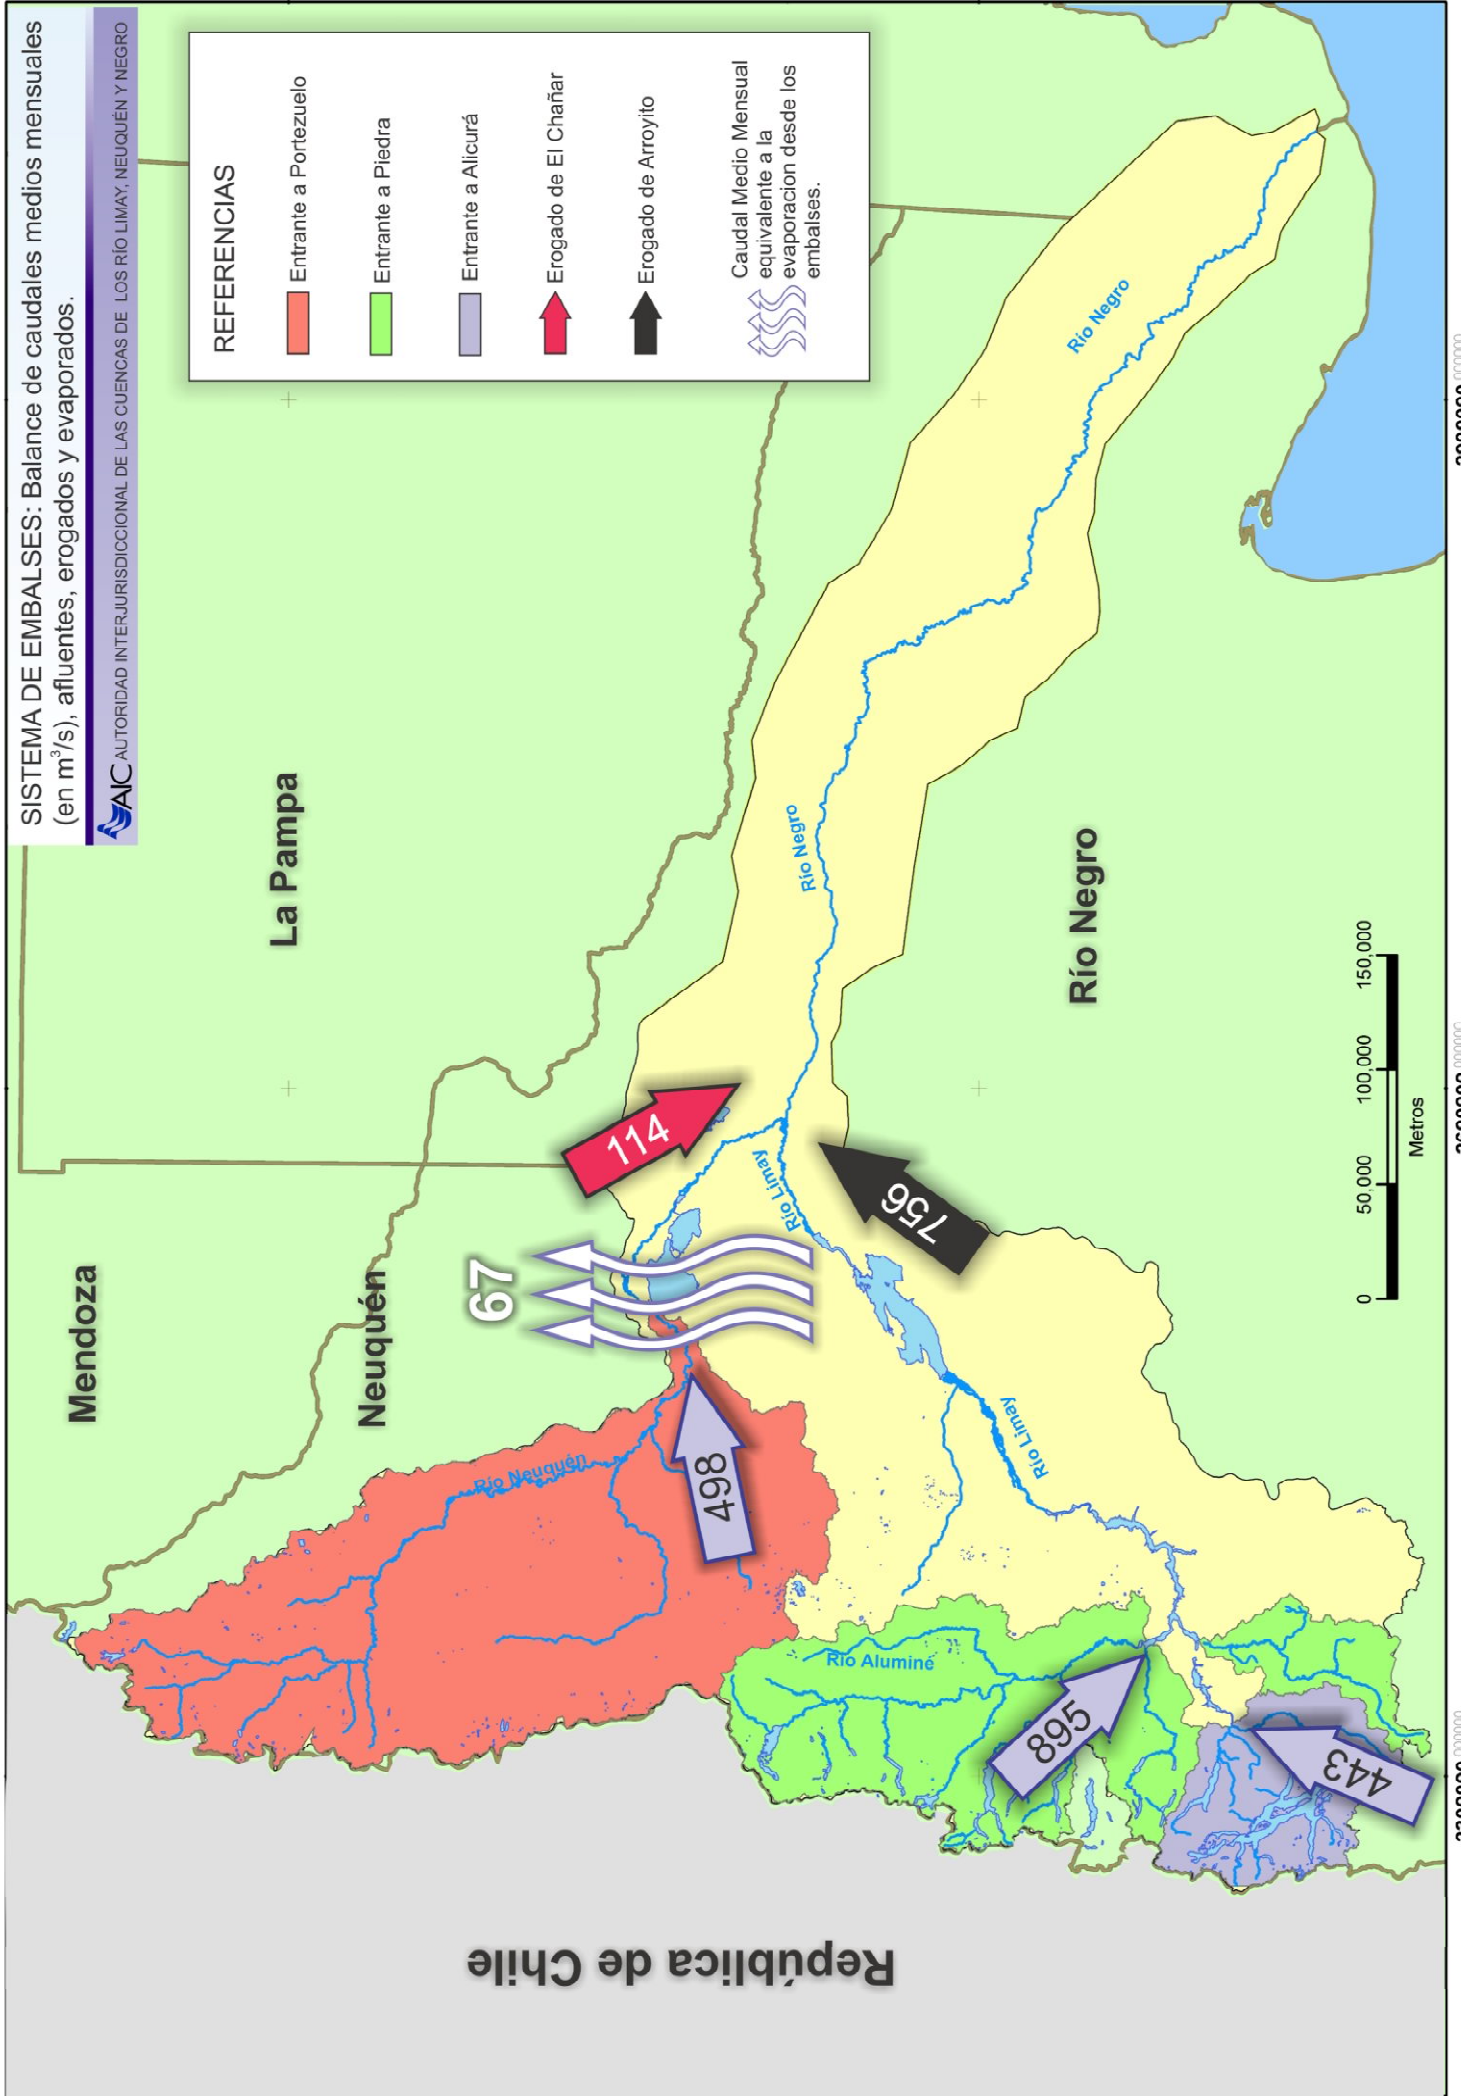 SISTEMA DE EMBALSES: Balance de caudales medios mensuales
(en m³/s), afluentes, erogados y evaporados.
AIC AUTORIDAD INTERJURISDICCIONAL DE LAS CUENCAS DE LOS RÍO LIMAY, NEUQUÉN Y NEGRO
REFERENCIAS
Entrante a Portezuelo
Entrante a Piedra
Entrante a Alicurá
Erogado de El Chañar
Erogado de Arroyito
Caudal Medio Mensual
equivalente a la
evaporacion desde los
embalses.
Mendoza
La Pampa
Neuquén
Río Negro
República de Chile
67
114
498
756
895
443
Río Neuquén
Río Limay
Río Limay
Río Aluminé
Río Negro
Río Negro
0
50,000
100,000
150,000
Metros